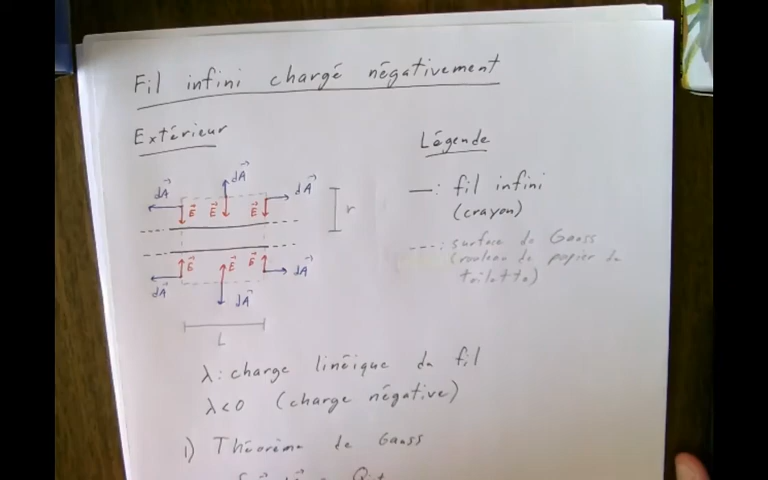 Fil infini chargé négativement
Extérieur
Légende
dA dA dA
E E E
r
E E E
dA dA dA
L
—: fil infini
(crayon)
---: surface de Gauss
(rouleau de papier de
toilette)
λ: charge linéique du fil
λ<0 (charge négative)
1) Théorème de Gauss